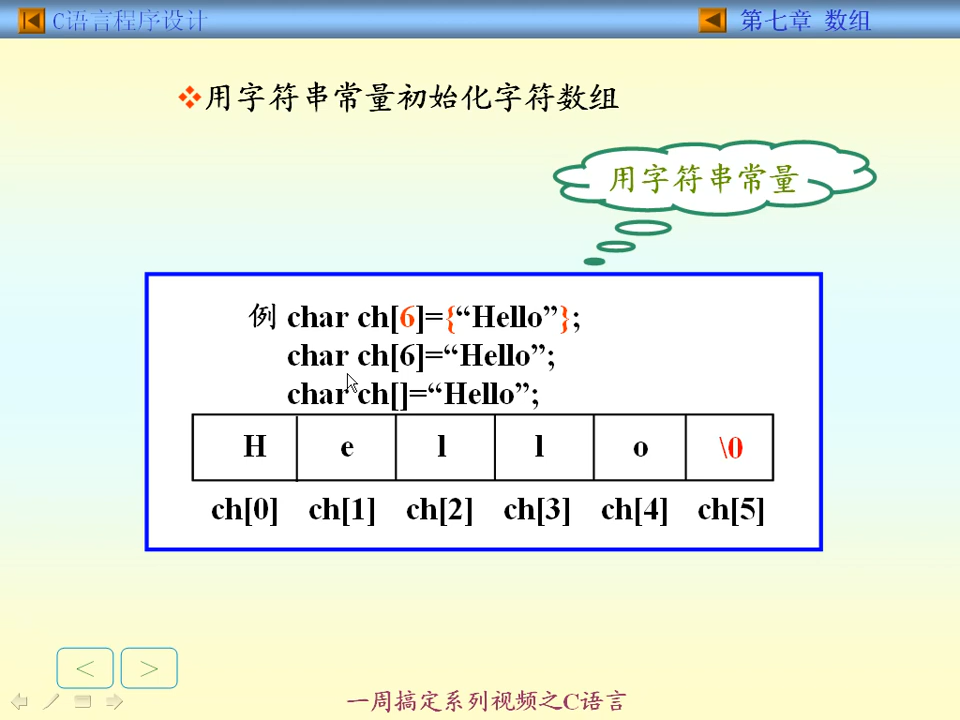 C语言程序设计
第七章 数组
❖用字符串常量初始化字符数组
用字符串常量
例 char ch[6]={“Hello”};
char ch[6]=“Hello”;
char ch[]=“Hello”;
H e l l o \0
ch[0] ch[1] ch[2] ch[3] ch[4] ch[5]
< >
一周搞定系列视频之C语言